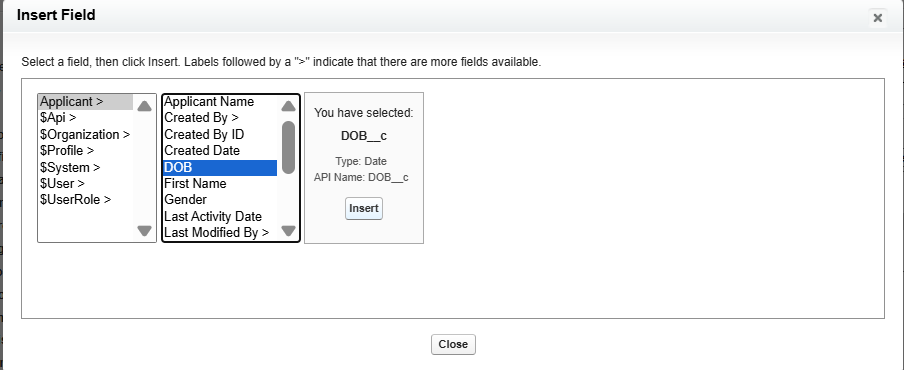 Insert Field
Select a field, then click Insert. Labels followed by a ">" indicate that there are more fields available.
Applicant >
$Api >
$Organization >
$Profile >
$System >
$User >
$UserRole >
Applicant Name
Created By >
Created By ID
Created Date
DOB
First Name
Gender
Last Activity Date
Last Modified By >
You have selected:
DOB__c
Type: Date
API Name: DOB__c
Insert
Close